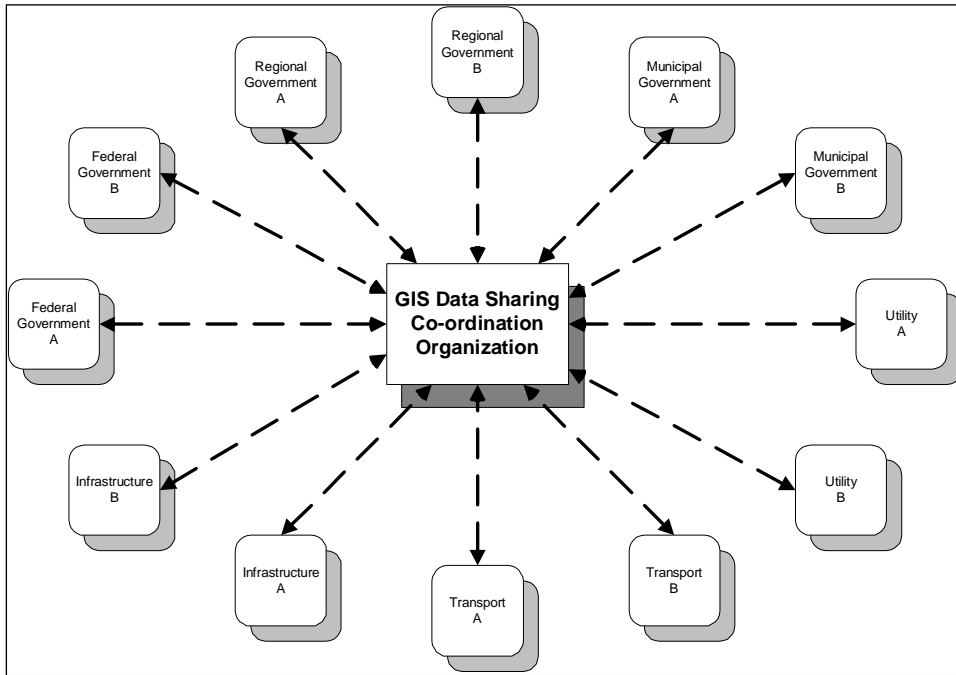 Regional
Government
B
Regional
Government
A
Municipal
Government
A
Federal
Government
B
Municipal
Government
B
GIS Data Sharing
Co-ordination
Organization
Federal
Government
A
Utility
A
Infrastructure
B
Utility
B
Infrastructure
A
Transport
A
Transport
B